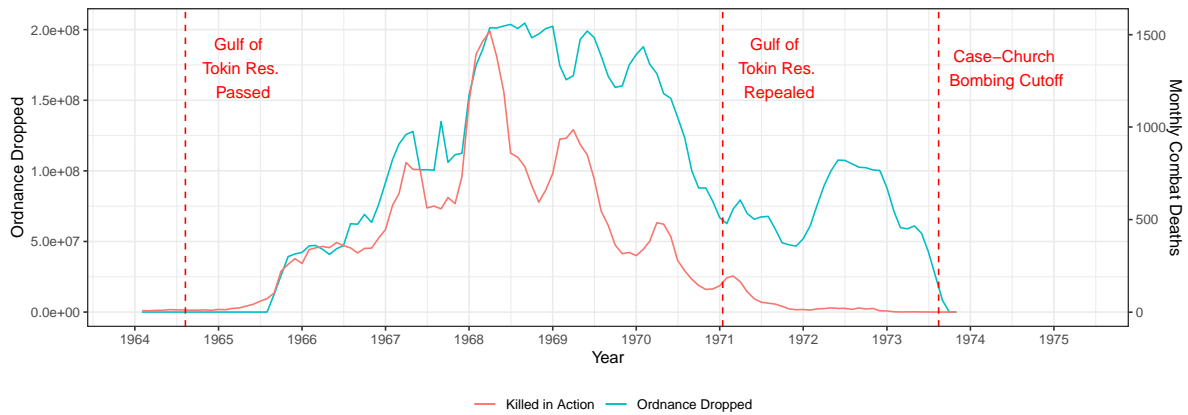 Ordnance Dropped
2.0e+08
1.5e+08
1.0e+08
5.0e+07
0.0e+00
Gulf of
Tokin Res.
Passed
Gulf of
Tokin Res.
Repealed
Case−Church
Bombing Cutoff
1500
1000
500
0
Monthly Combat Deaths
1964 1965 1966 1967 1968 1969 1970 1971 1972 1973 1974 1975
Year
Killed in Action Ordnance Dropped